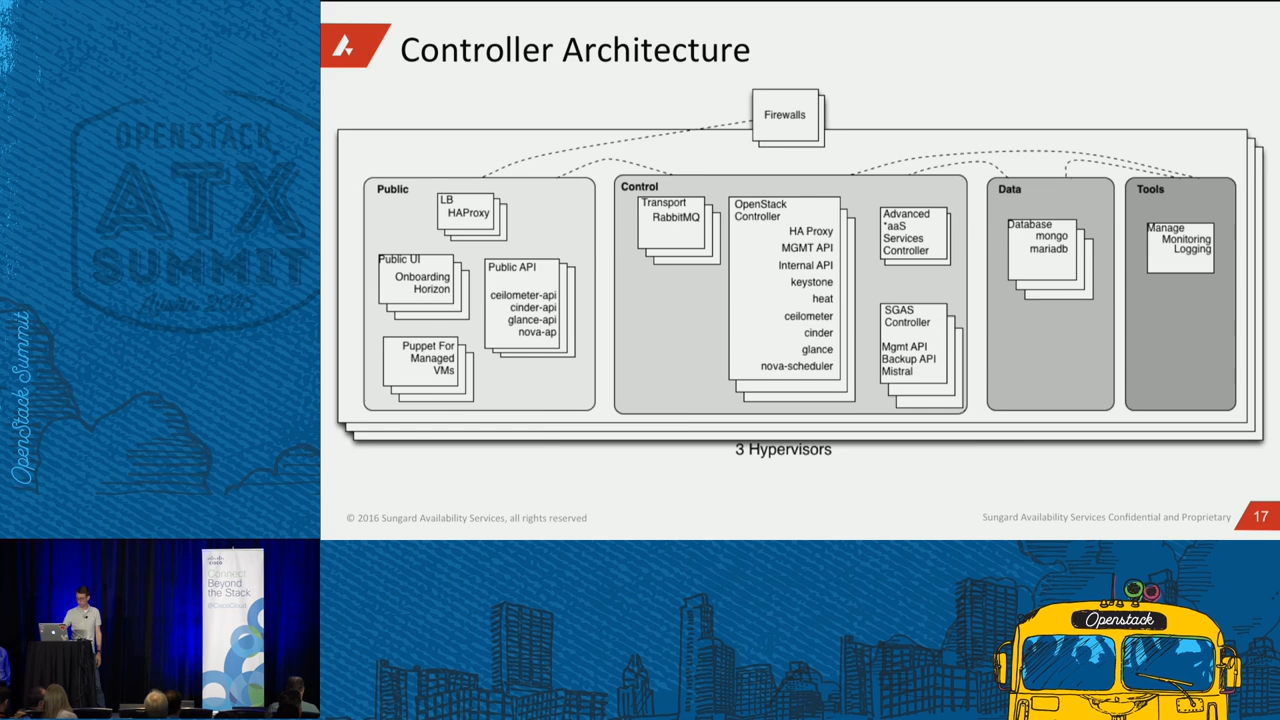 Controller Architecture
Firewalls
Public
LB
HAProxy
Public UI
Onboarding
Horizon
Public API
ceilometer-api
cinder-api
glance-api
nova-ap
Puppet For
Managed
VMs
Control
Transport
RabbitMQ
OpenStack
Controller
HA Proxy
MGMT API
Internal API
keystone
heat
ceilometer
cinder
glance
nova-scheduler
Advanced
*aaS
Services
Controller
SGAS
Controller
Mgmt API
Backup API
Mistral
Data
Database
mongo
mariadb
Tools
Manage
Monitoring
Logging
3 Hypervisors
© 2016 Sungard Availability Services, all rights reserved
Sungard Availability Services Confidential and Proprietary
17
OPENSTACK
ATX
SUMMIT
OpenStack Summit
CISCO
Connect
Beyond
the Stack
@CiscoCloud
Openstack